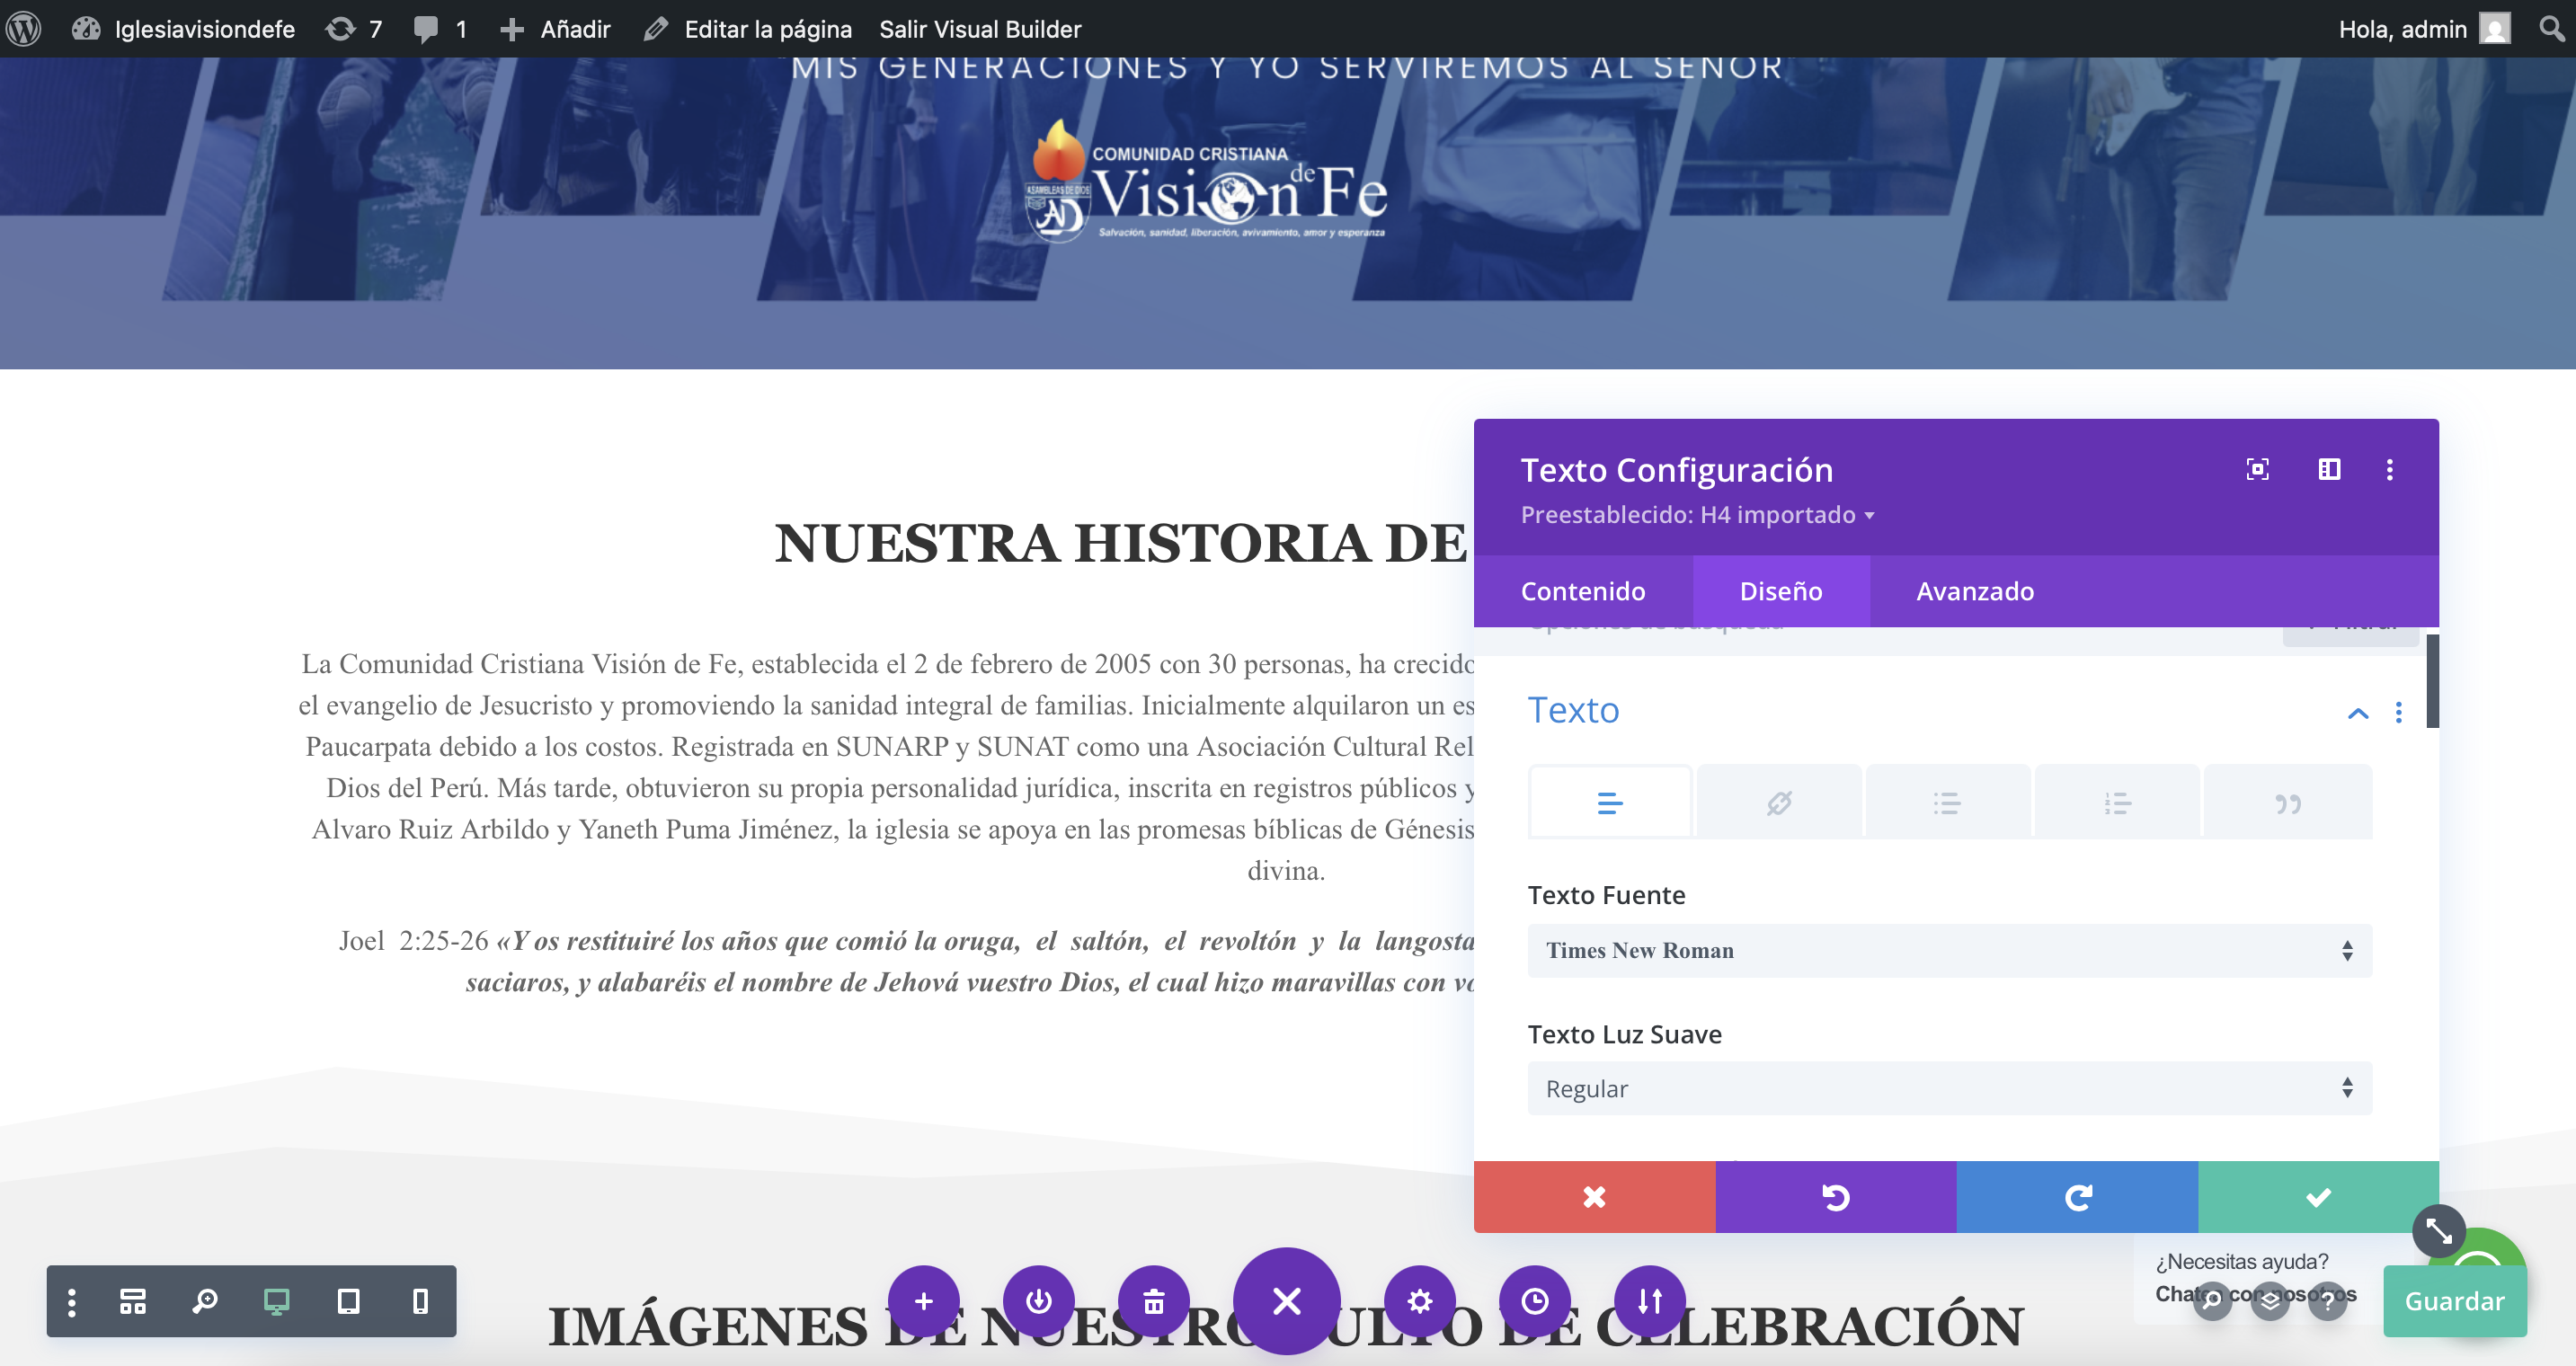 Iglesiavisiondefe 7 1 Añadir Editar la página Salir Visual Builder Hola, admin
MIS GENERACIONES Y YO SERVIREMOS AL SEÑOR
COMUNIDAD CRISTIANA
Visión de Fe
ASAMBLEAS DE DIOS
AD
Salvación, sanidad, liberación, avivamiento, amor y esperanza
NUESTRA HISTORIA DE
La Comunidad Cristiana Visión de Fe, establecida el 2 de febrero de 2005 con 30 personas, ha crecido
el evangelio de Jesucristo y promoviendo la sanidad integral de familias. Inicialmente alquilaron un es
Paucarpata debido a los costos. Registrada en SUNARP y SUNAT como una Asociación Cultural Rel
Dios del Perú. Más tarde, obtuvieron su propia personalidad jurídica, inscrita en registros públicos y
Alvaro Ruiz Arbildo y Yaneth Puma Jiménez, la iglesia se apoya en las promesas bíblicas de Génesis
divina.
Joel 2:25-26 «Y os restituiré los años que comió la oruga, el saltón, el revoltón y la langosta
saciaros, y alabaréis el nombre de Jehová vuestro Dios, el cual hizo maravillas con vo
Texto Configuración
Preestablecido: H4 importado
Contenido Diseño Avanzado
Opciones de búsqueda Filtrar
Texto
Texto Fuente
Times New Roman
Texto Luz Suave
Regular
¿Necesitas ayuda?
Chatea con nosotros
Guardar
IMÁGENES DE NUESTRO CULTO DE CELEBRACIÓN